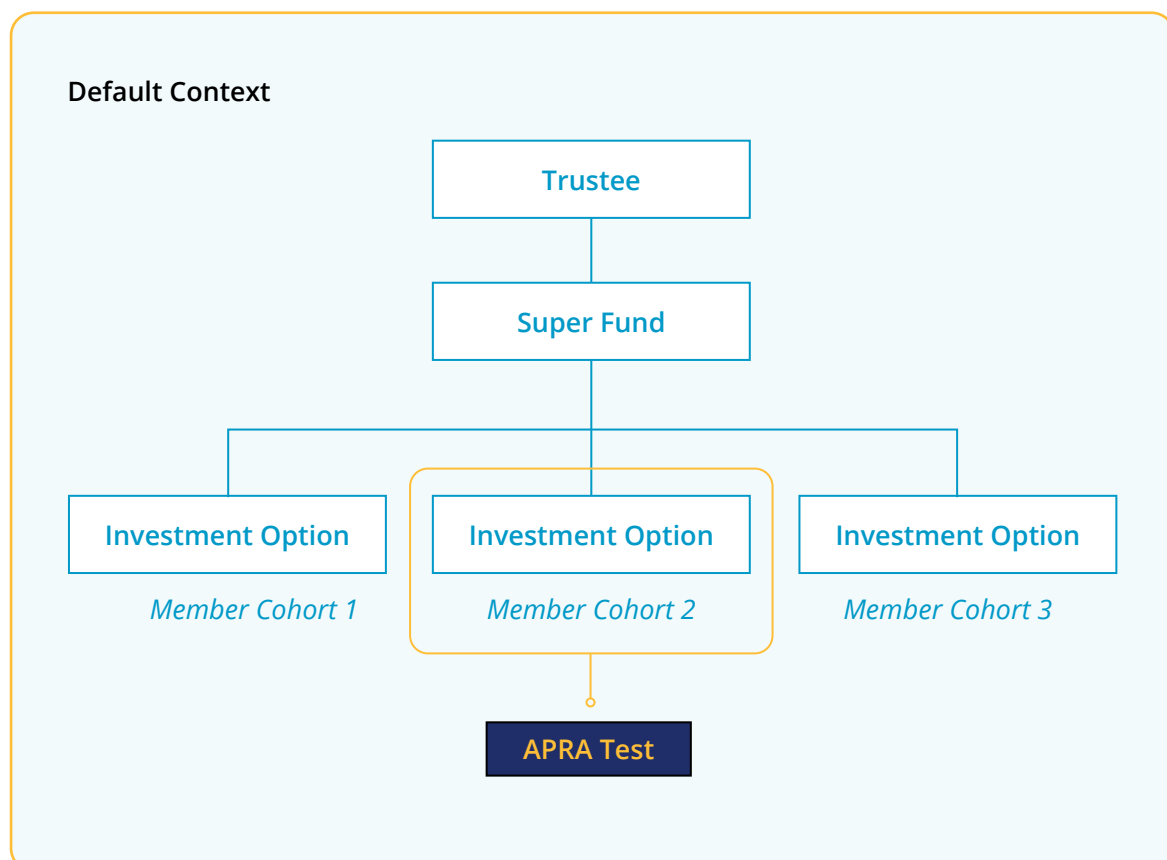 Default Context
Trustee
Super Fund
Investment Option
Investment Option
Investment Option
Member Cohort 1
Member Cohort 2
Member Cohort 3
APRA Test